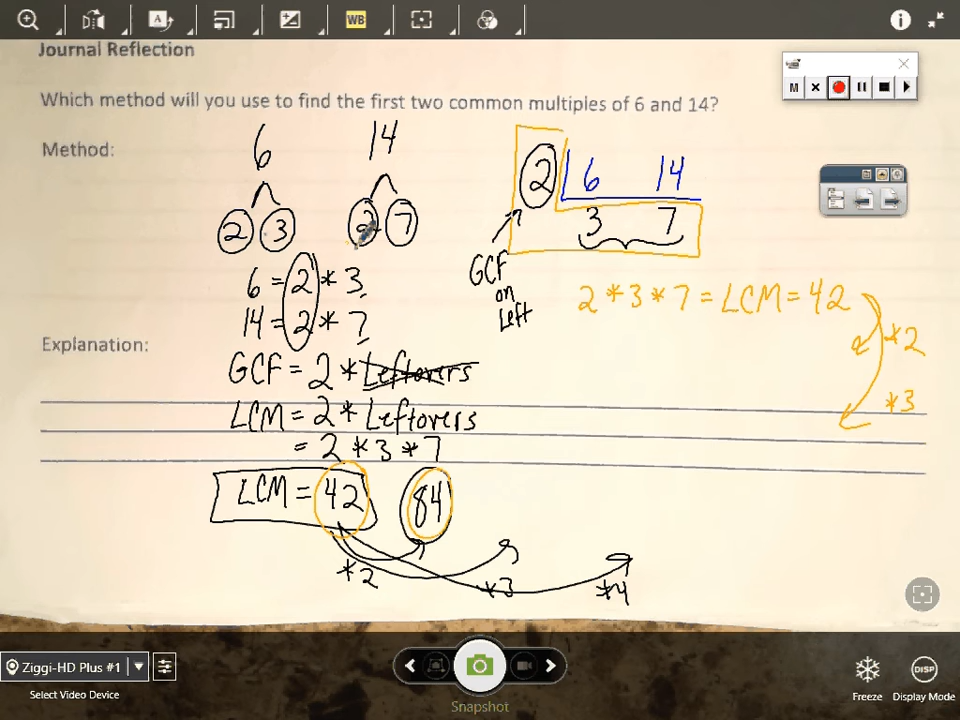 WB
Journal Reflection
M
Which method will you use to find the first two common multiples of 6 and 14?
Method:
6 14
2 3 2 7
2 6 14
3 7
GCF
on
Left
6 = 2 * 3
14 = 2 * 7
2 * 3 * 7 = LCM = 42
*2
*3
Explanation:
GCF = 2 * Leftovers
LCM = 2 * Leftovers
= 2 * 3 * 7
LCM = 42 84
*2 *3 *4
Ziggi-HD Plus #1
Select Video Device
Snapshot
Freeze
DISP
Display Mode